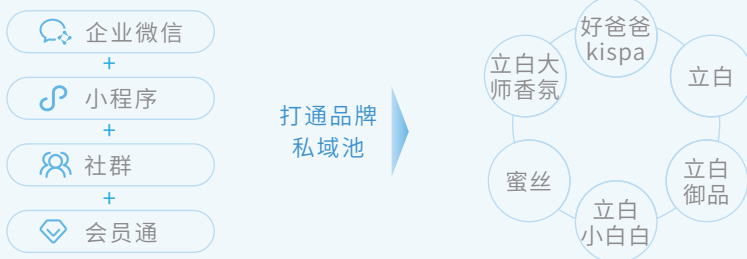 企业微信
+
小程序
+
社群
+
会员通
打通品牌
私域池
好爸爸
kispa
立白大
师香氛
立白
蜜丝
立白
御品
立白
小白白